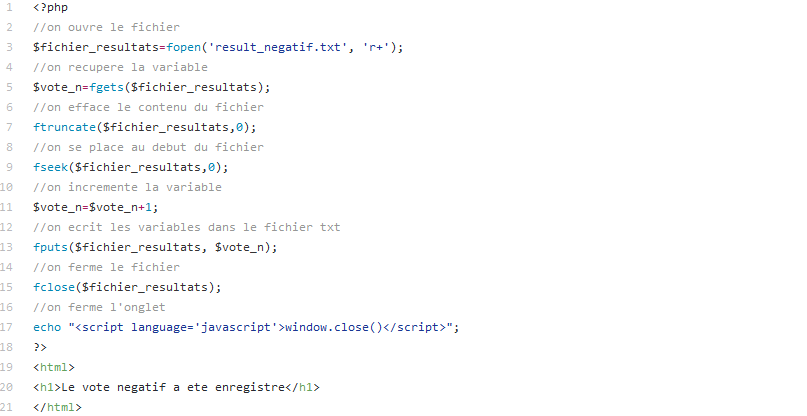 1 <?php
2 //on ouvre le fichier
3 $fichier_resultats=fopen('result_negatif.txt', 'r+');
4 //on recupere la variable
5 $vote_n=fgets($fichier_resultats);
6 //on efface le contenu du fichier
7 ftruncate($fichier_resultats,0);
8 //on se place au debut du fichier
9 fseek($fichier_resultats,0);
10 //on incremente la variable
11 $vote_n=$vote_n+1;
12 //on ecrit les variables dans le fichier txt
13 fputs($fichier_resultats, $vote_n);
14 //on ferme le fichier
15 fclose($fichier_resultats);
16 //on ferme l'onglet
17 echo "<script language='javascript'>window.close()</script>";
18 ?>
19 <html>
20 <h1>Le vote negatif a ete enregistre</h1>
21 </html>